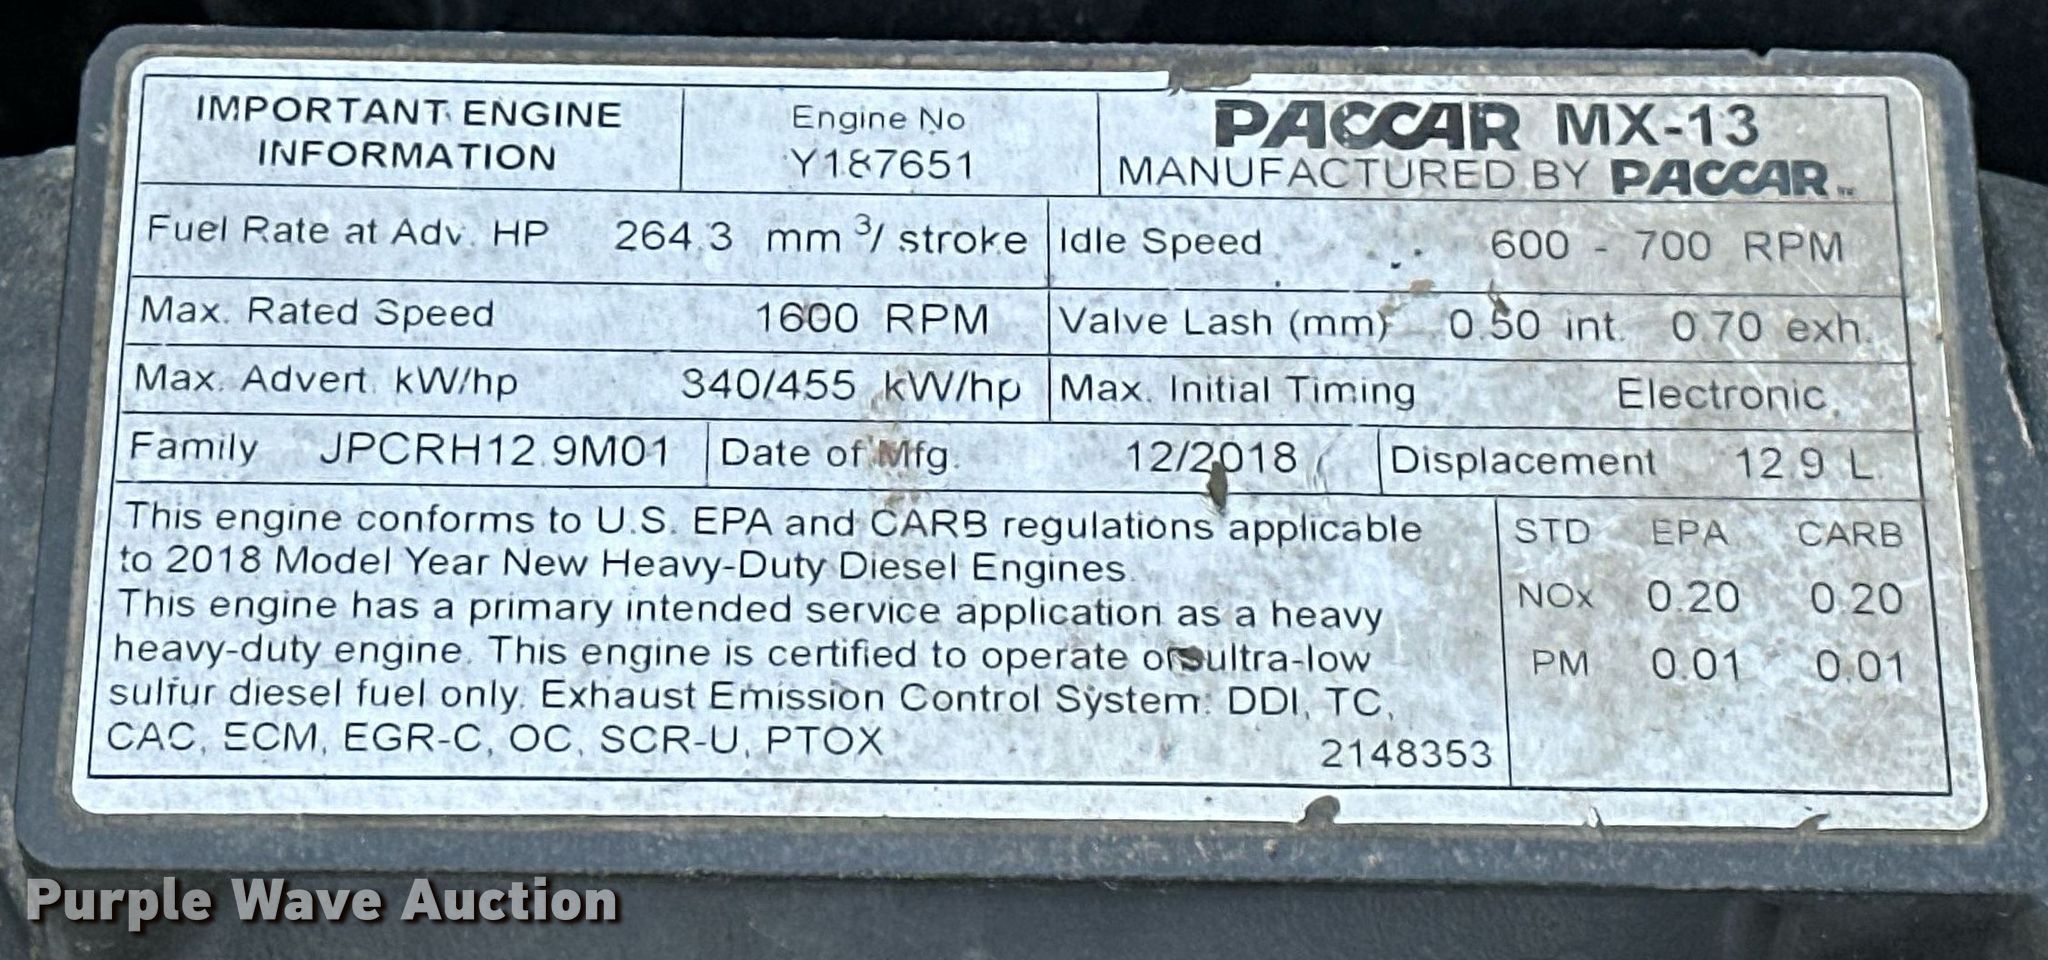 IMPORTANT ENGINE
INFORMATION
Engine No
Y187651
PACCAR MX-13
MANUFACTURED BY PACCAR™
Fuel Rate at Adv. HP 264.3 mm³/ stroke
Idle Speed 600 - 700 RPM
Max. Rated Speed 1600 RPM
Valve Lash (mm) 0.50 int. 0.70 exh.
Max. Advert. kW/hp 340/455 kW/hp
Max. Initial Timing Electronic
Family JPCRH12.9M01
Date of Mfg. 12/2018
Displacement 12.9 L.
This engine conforms to U.S. EPA and CARB regulations applicable
to 2018 Model Year New Heavy-Duty Diesel Engines.
This engine has a primary intended service application as a heavy
heavy-duty engine. This engine is certified to operate on ultra-low
sulfur diesel fuel only. Exhaust Emission Control System: DDI, TC,
CAC, ECM, EGR-C, OC, SCR-U, PTOX
2148353
STD EPA CARB
NOx 0.20 0.20
PM 0.01 0.01
Purple Wave Auction